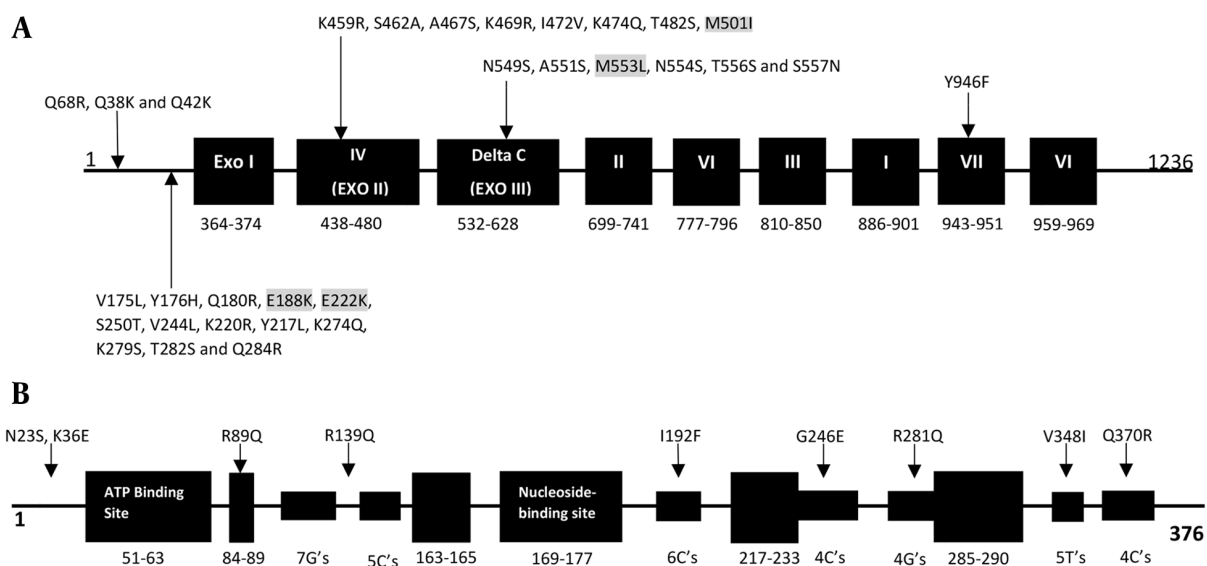 A
K459R, S462A, A467S, K469R, I472V, K474Q, T482S, M501I
N549S, A551S, M553L, N554S, T556S and S557N
Q68R, Q38K and Q42K
Y946F
1
Exo I
IV
(EXO II)
Delta C
(EXO III)
II
VI
III
I
VII
VI
1236
364-374
438-480
532-628
699-741
777-796
810-850
886-901
943-951
959-969
V175L, Y176H, Q180R, E188K, E222K,
S250T, V244L, K220R, Y217L, K274Q,
K279S, T282S and Q284R
B
N23S, K36E
R89Q
R139Q
I192F
G246E
R281Q
V348I
Q370R
ATP Binding
Site
Nucleoside-
binding site
1
376
51-63
84-89
7G's
5C's
163-165
169-177
6C's
217-233
4C's
4G's
285-290
5T's
4C's